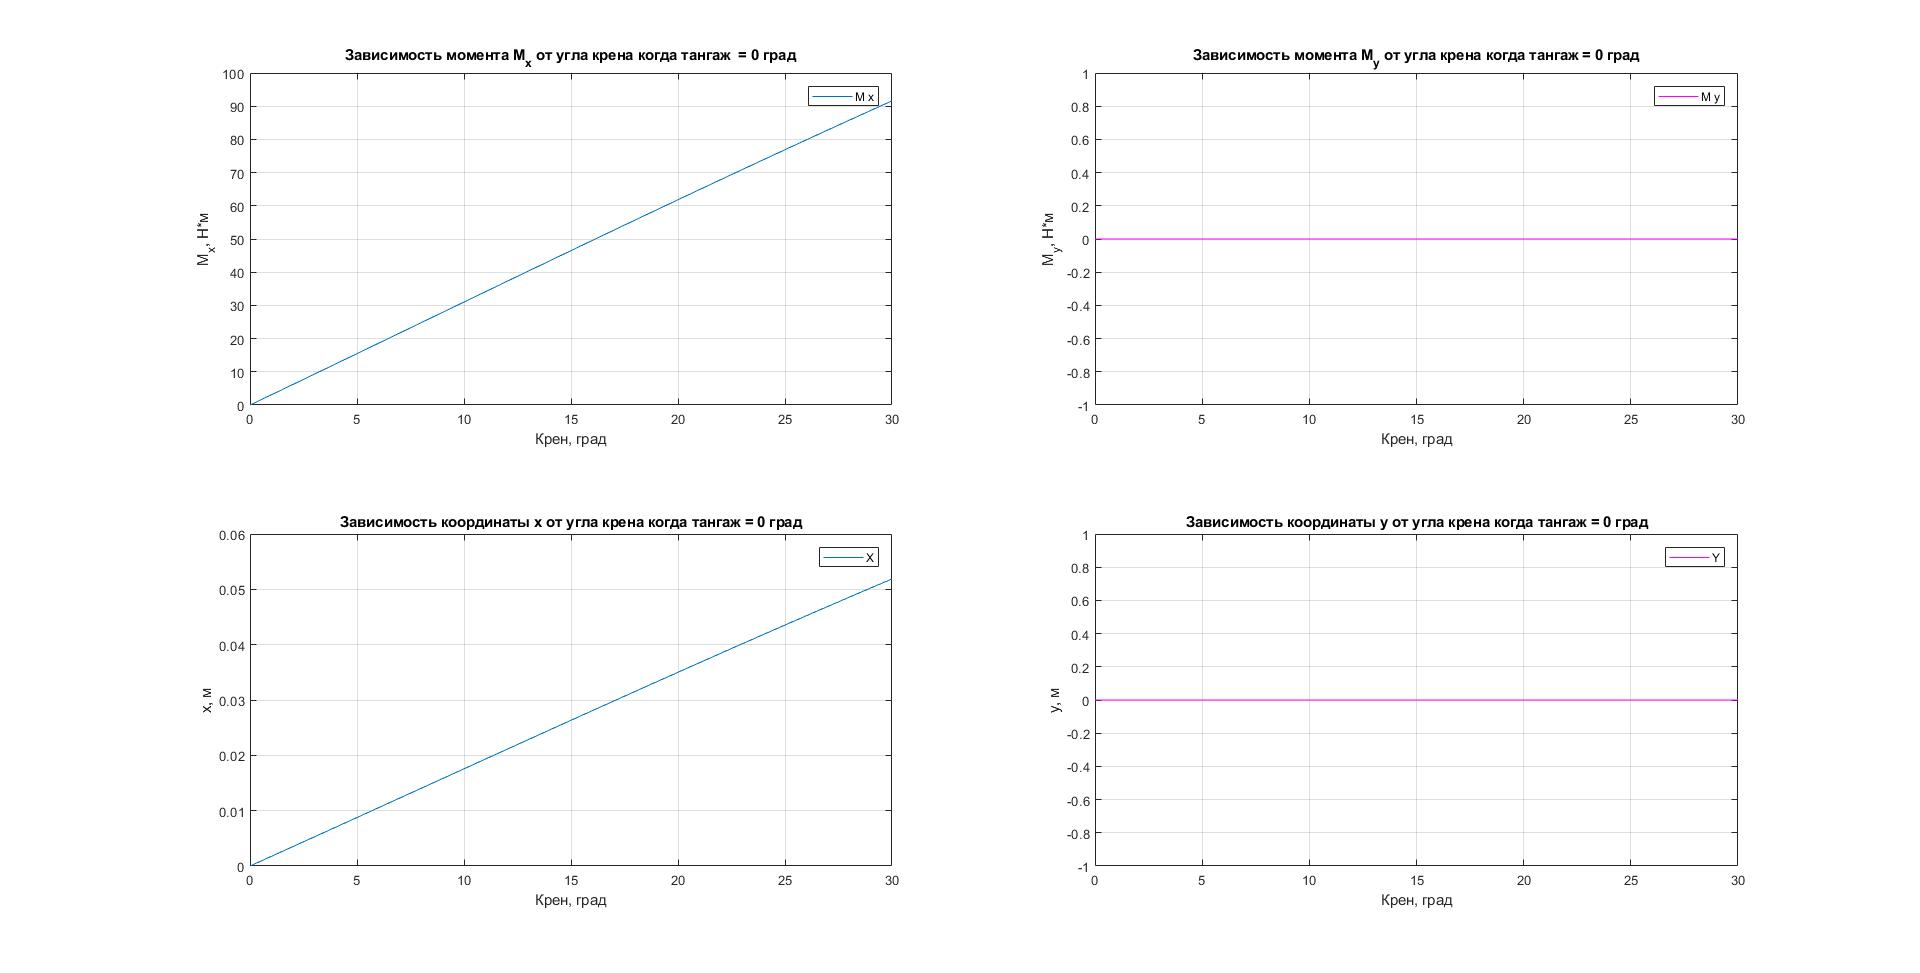 Зависимость момента Mx от угла крена когда тангаж = 0 град
M x
100
90
80
70
60
50
40
30
20
10
0
Mx, Н*м
0 5 10 15 20 25 30
Крен, град
Зависимость момента My от угла крена когда тангаж = 0 град
M y
1
0.8
0.6
0.4
0.2
0
-0.2
-0.4
-0.6
-0.8
-1
My, Н*м
0 5 10 15 20 25 30
Крен, град
Зависимость координаты x от угла крена когда тангаж = 0 град
X
0.06
0.05
0.04
0.03
0.02
0.01
0
x, м
0 5 10 15 20 25 30
Крен, град
Зависимость координаты y от угла крена когда тангаж = 0 град
Y
1
0.8
0.6
0.4
0.2
0
-0.2
-0.4
-0.6
-0.8
-1
y, м
0 5 10 15 20 25 30
Крен, град